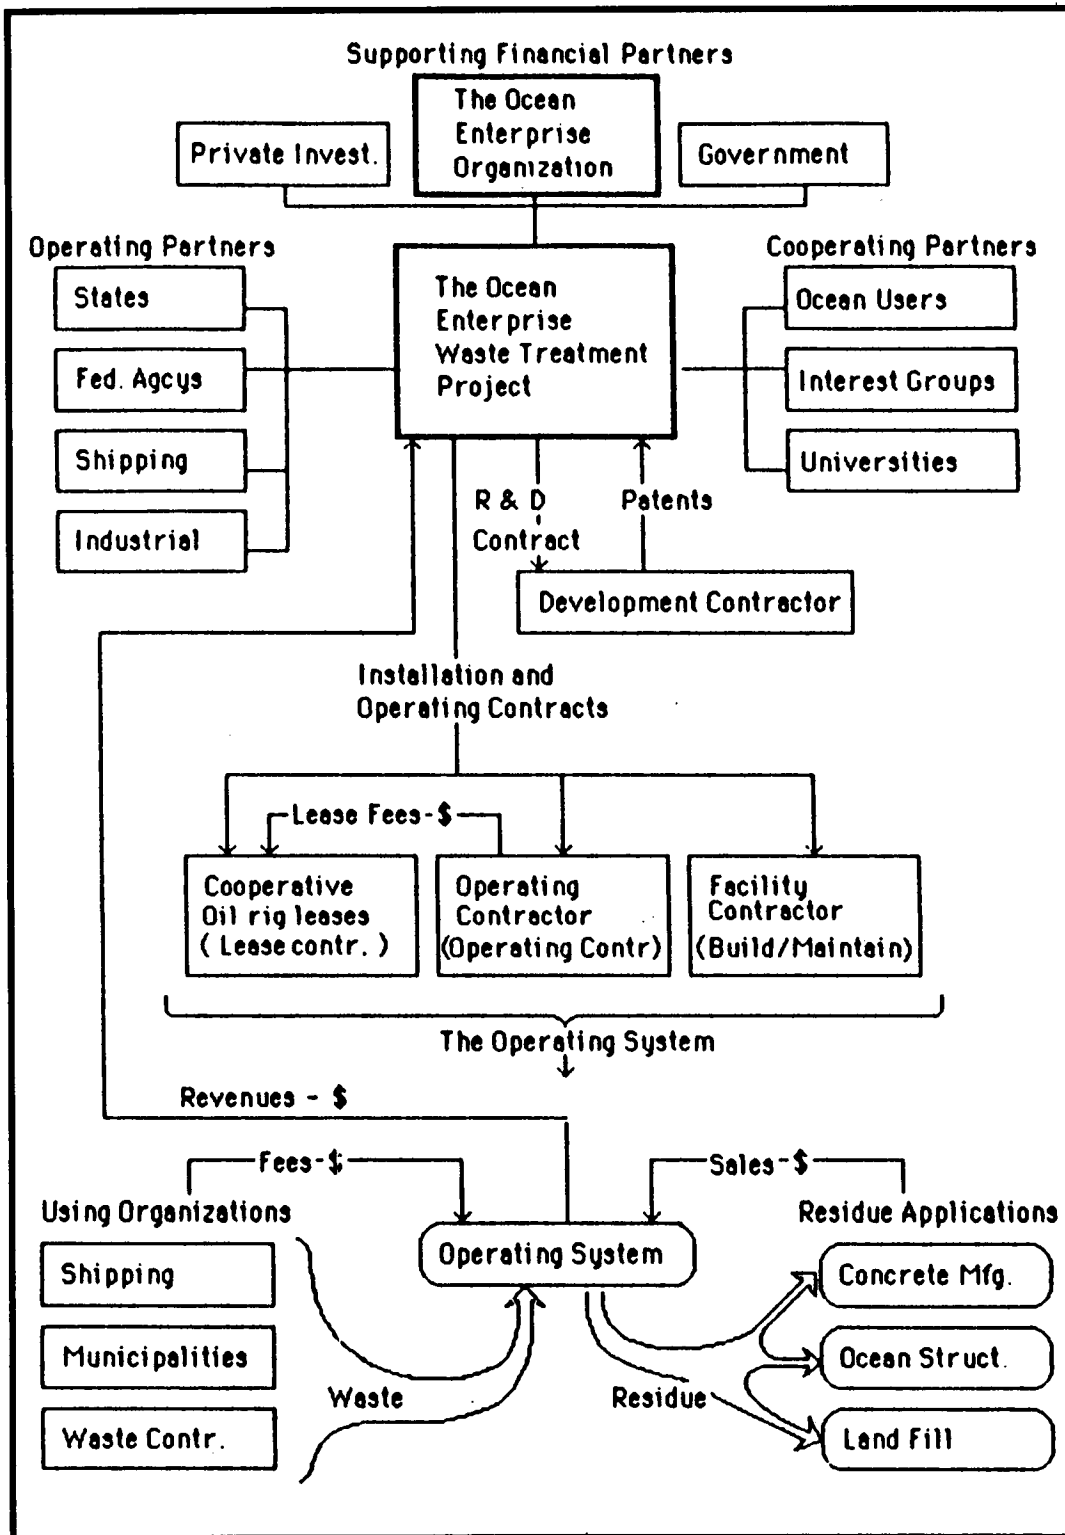 Supporting Financial Partners
The Ocean
Enterprise
Organization
Private Invest.
Government
Operating Partners
Cooperating Partners
States
Fed. Agcys
Shipping
Industrial
The Ocean
Enterprise
Waste Treatment
Project
Ocean Users
Interest Groups
Universities
R & D
Contract
Patents
Development Contractor
Installation and
Operating Contracts
Lease Fees-$
Cooperative
Oil rig leases
( Lease contr. )
Operating
Contractor
(Operating Contr)
Facility
Contractor
(Build/Maintain)
The Operating System
Revenues - $
Fees-$
Sales-$
Using Organizations
Residue Applications
Shipping
Municipalities
Waste Contr.
Operating System
Waste
Residue
Concrete Mfg.
Ocean Struct.
Land Fill